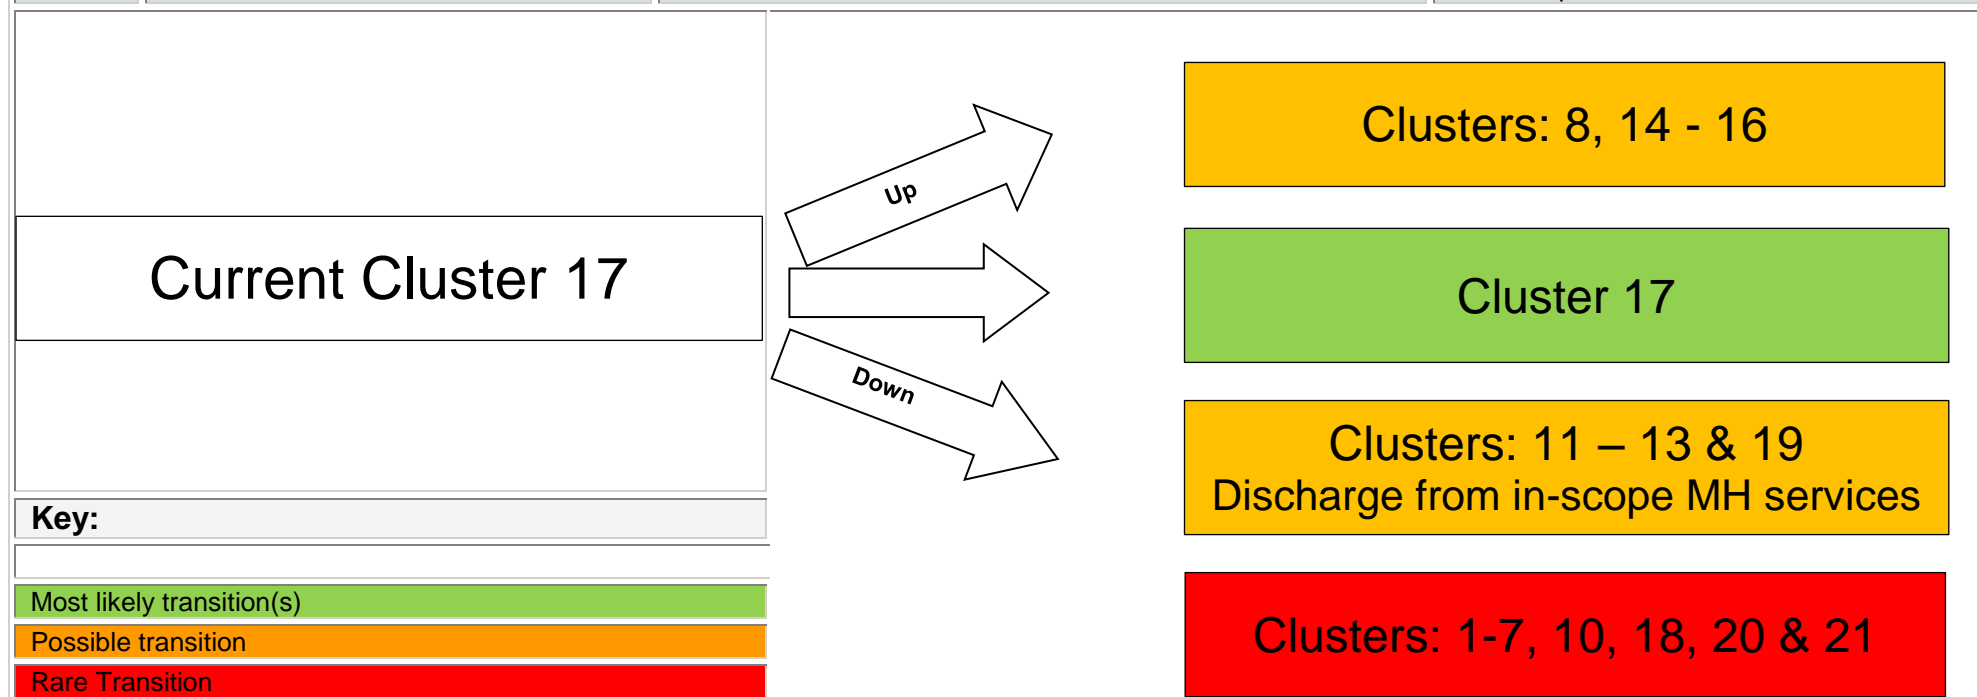 Current Cluster 17
Up
Down
Clusters: 8, 14 - 16
Cluster 17
Clusters: 11 – 13 & 19
Discharge from in-scope MH services
Clusters: 1-7, 10, 18, 20 & 21
Key:
Most likely transition(s)
Possible transition
Rare Transition